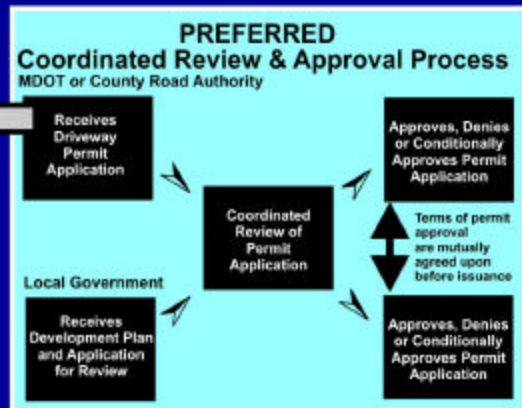 PREFERRED
Coordinated Review & Approval Process
MDOT or County Road Authority
Receives
Driveway
Permit
Application
Approves, Denies
or Conditionally
Approves Permit
Application
Coordinated
Review of
Permit
Application
Terms of permit
approval
are mutually
agreed upon
before issuance
Local Government
Receives
Development Plan
and Application
for Review
Approves, Denies
or Conditionally
Approves Permit
Application